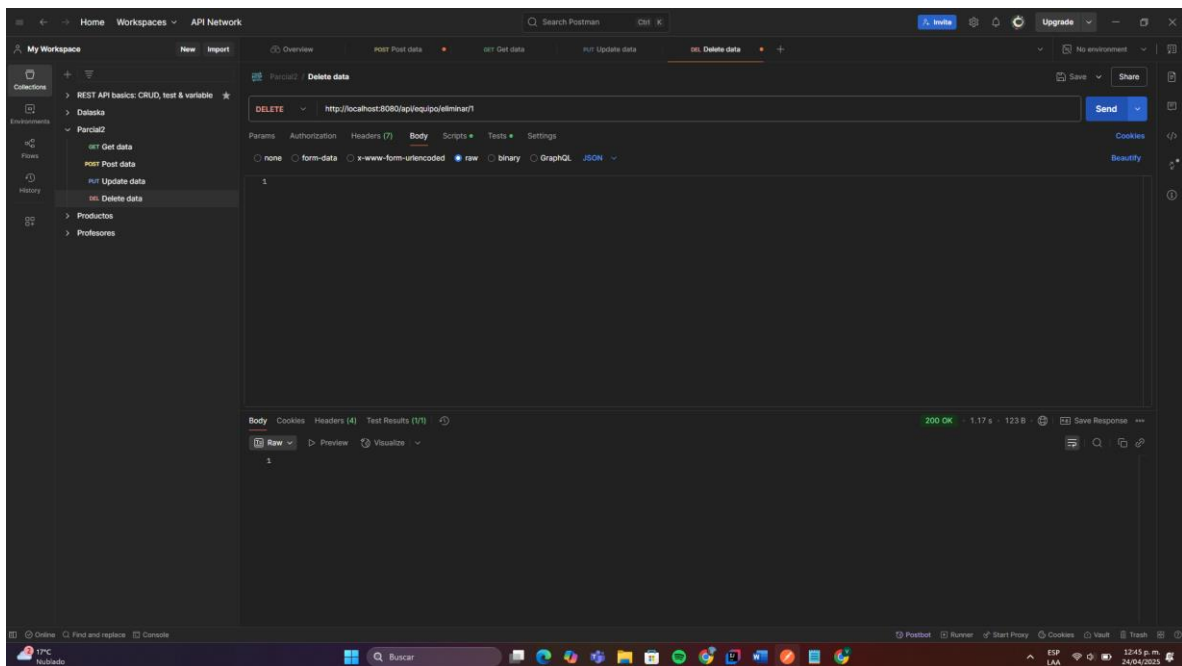 Home Workspaces API Network Search Postman Ctrl K Invite Upgrade
My Workspace New Import Overview POST Post data GET Get data PUT Update data DEL Delete data No environment
Collections
Environments
Flows
History
REST API basics: CRUD, test & variable
Dalaska
Parcial2
GET Get data
POST Post data
PUT Update data
DEL Delete data
Productos
Profesores
Parcial2 / Delete data Save Share
DELETE http://localhost:8080/api/equipo/eliminar/1 Send
Params Authorization Headers (7) Body Scripts Tests Settings Cookies
none form-data x-www-form-urlencoded raw binary GraphQL JSON Beautify
1
Body Cookies Headers (4) Test Results (1/1) 200 OK 1.17 s 123 B Save Response
Raw Preview Visualize
1
Online Find and replace Console Postbot Runner Start Proxy Cookies Vault Trash
17°C
Nublado
Buscar
ESP
LAA
12:45 p. m.
24/04/2025